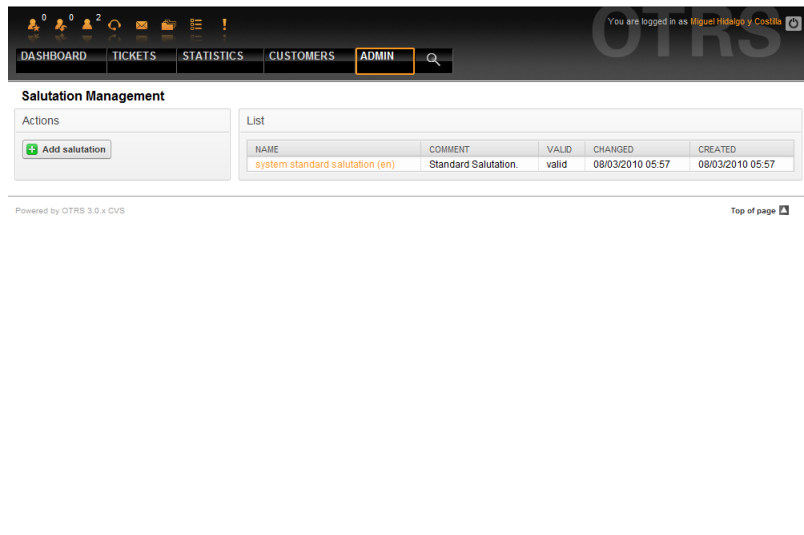 0 0 2
You are logged in as Miguel Hidalgo y Costilla
OTRS
DASHBOARD TICKETS STATISTICS CUSTOMERS ADMIN
Salutation Management
Actions
Add salutation
List
NAME COMMENT VALID CHANGED CREATED
system standard salutation (en) Standard Salutation. valid 08/03/2010 05:57 08/03/2010 05:57
Powered by OTRS 3.0.x CVS
Top of page